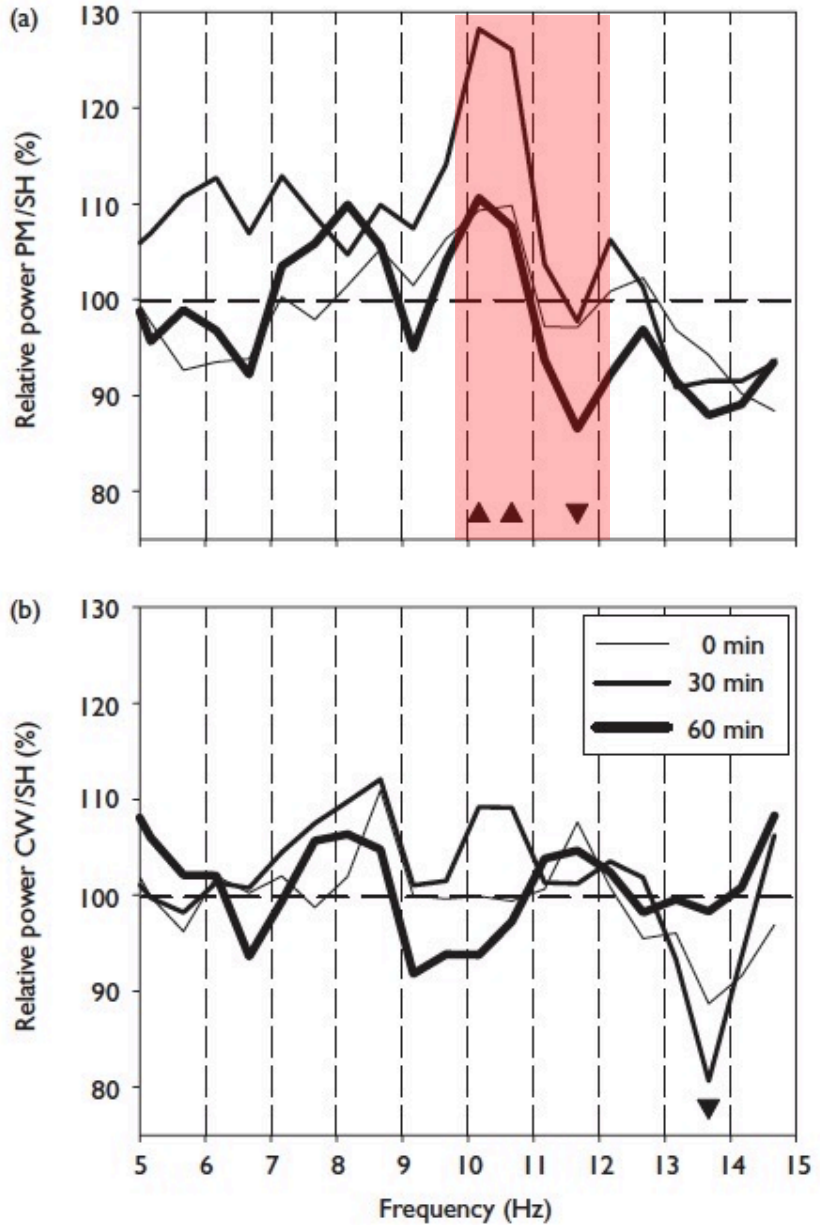 (a)
Relative power PM/SH (%)
130
120
110
100
90
80
(b)
Relative power CW/SH (%)
130
120
110
100
90
80
0 min
30 min
60 min
5 6 7 8 9 10 11 12 13 14 15
Frequency (Hz)